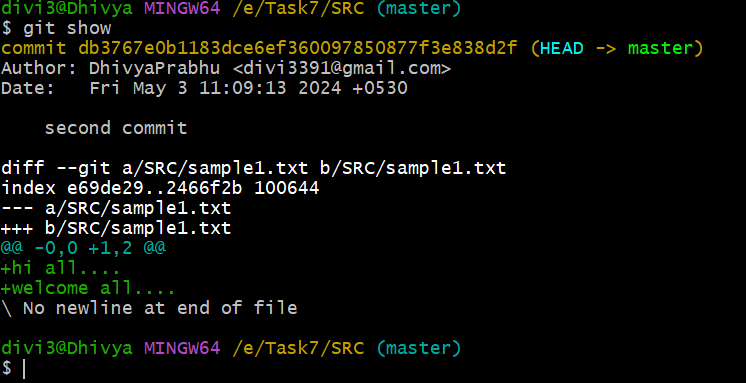 divi3@Dhivya MINGW64 /e/Task7/SRC (master)
$ git show
commit db3767e0b1183dce6ef360097850877f3e838d2f (HEAD -> master)
Author: DhivyaPrabhu <divi3391@gmail.com>
Date:   Fri May 3 11:09:13 2024 +0530

    second commit

diff --git a/SRC/sample1.txt b/SRC/sample1.txt
index e69de29..2466f2b 100644
--- a/SRC/sample1.txt
+++ b/SRC/sample1.txt
@@ -0,0 +1,2 @@
+hi all....
+welcome all....
\ No newline at end of file

divi3@Dhivya MINGW64 /e/Task7/SRC (master)
$